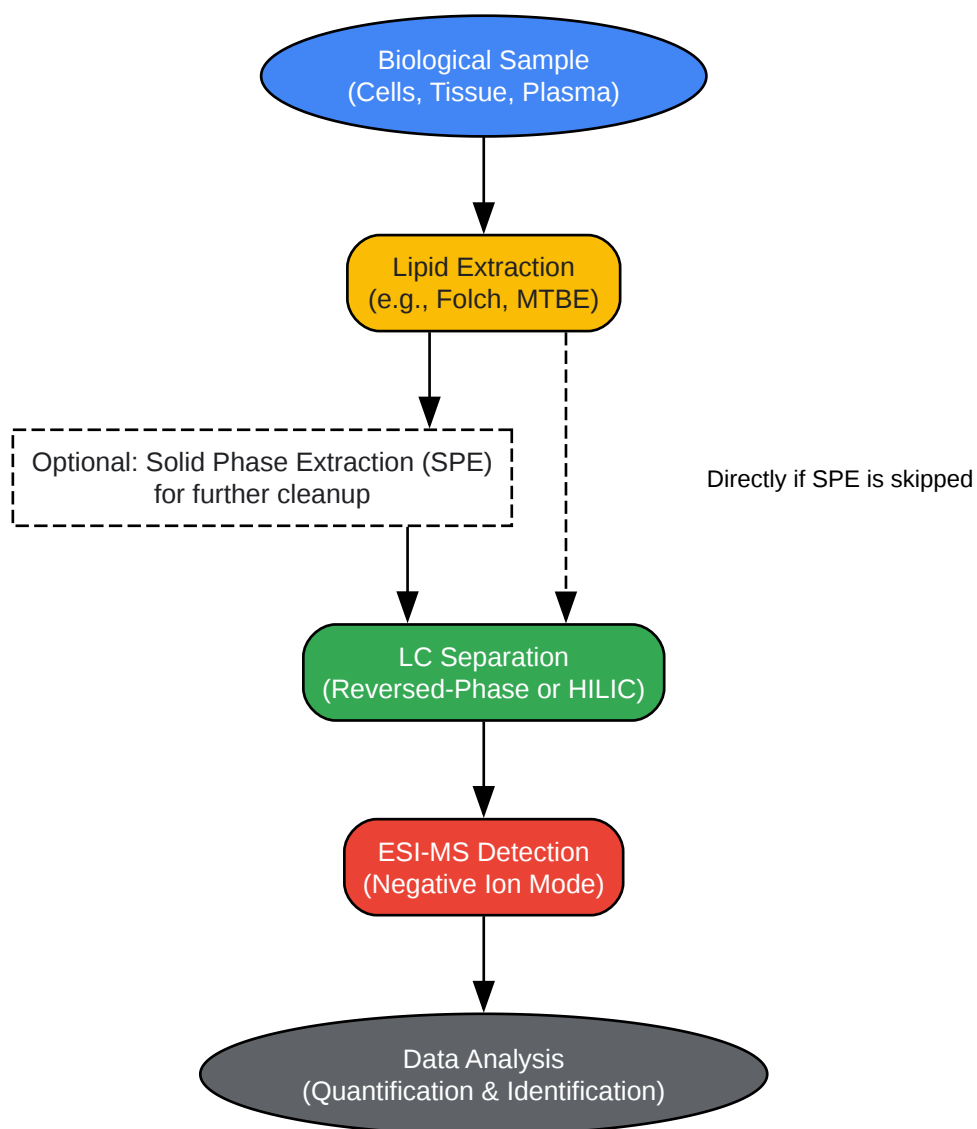 Biological Sample
(Cells, Tissue, Plasma)
Lipid Extraction
(e.g., Folch, MTBE)
Optional: Solid Phase Extraction (SPE)
for further cleanup
Directly if SPE is skipped
LC Separation
(Reversed-Phase or HILIC)
ESI-MS Detection
(Negative Ion Mode)
Data Analysis
(Quantification & Identification)